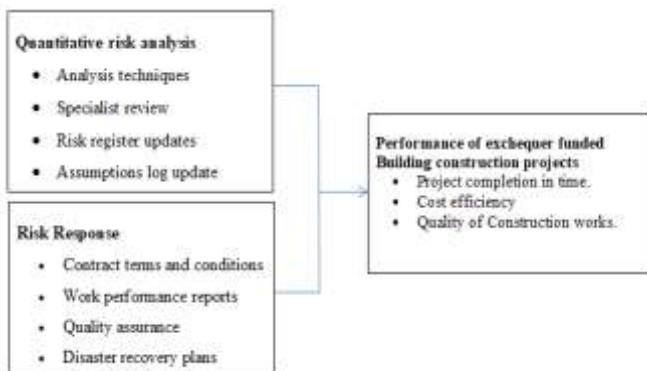 Quantitative risk analysis
• Analysis techniques
• Specialist review
• Risk register updates
• Assumptions log update
Risk Response
• Contract terms and conditions
• Work performance reports
• Quality assurance
• Disaster recovery plans
Performance of exchequer funded
Building construction projects
• Project completion in time.
• Cost efficiency
• Quality of Construction works.